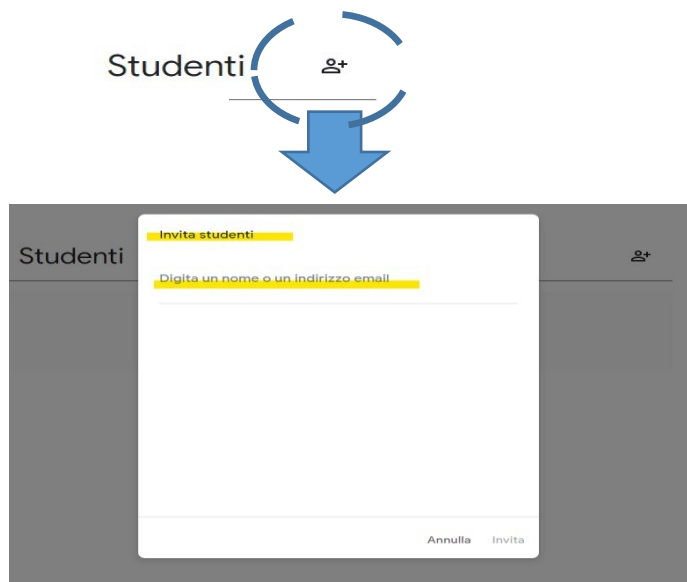 Studenti
Invita studenti
Studenti
Digita un nome o un indirizzo email
Annulla Invita